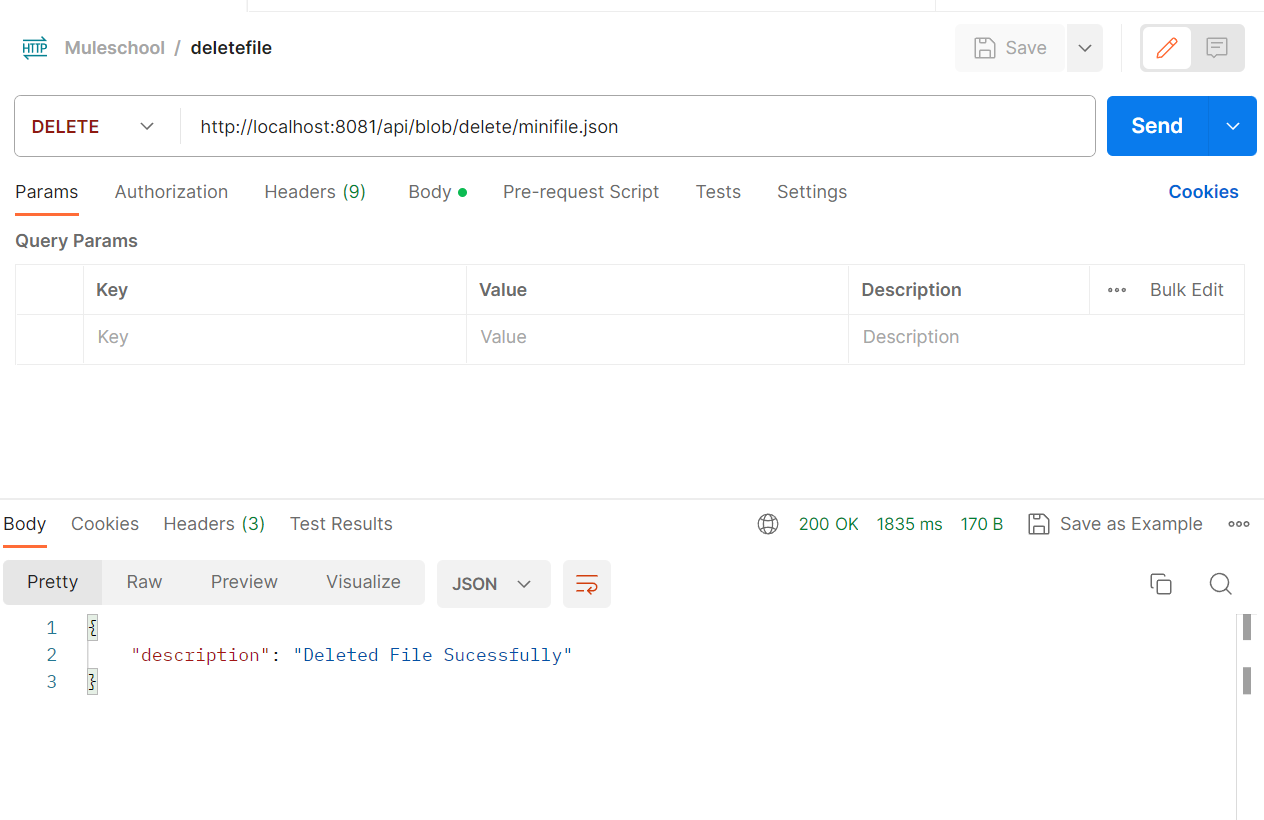 HTTP Muleschool / deletefile Save
DELETE http://localhost:8081/api/blob/delete/minifile.json Send
Params Authorization Headers (9) Body Pre-request Script Tests Settings Cookies
Query Params
Key Value Description Bulk Edit
Key Value Description
Body Cookies Headers (3) Test Results 200 OK 1835 ms 170 B Save as Example
Pretty Raw Preview Visualize JSON
1 {
2 "description": "Deleted File Sucessfully"
3 }